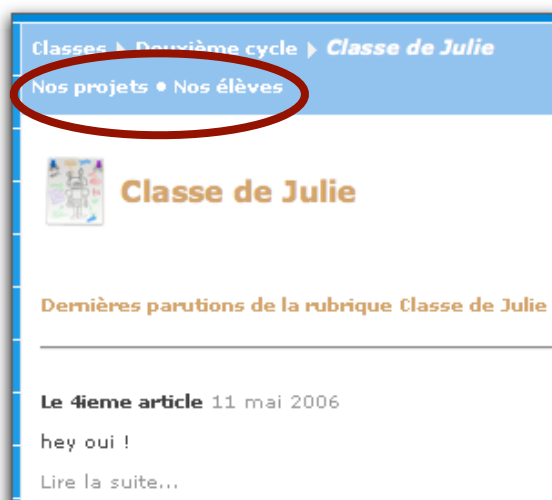 Classes ▸ Deuxième cycle ▸ Classe de Julie
Nos projets • Nos élèves
Classe de Julie
Dernières parutions de la rubrique Classe de Julie
Le 4ieme article 11 mai 2006
hey oui !
Lire la suite...